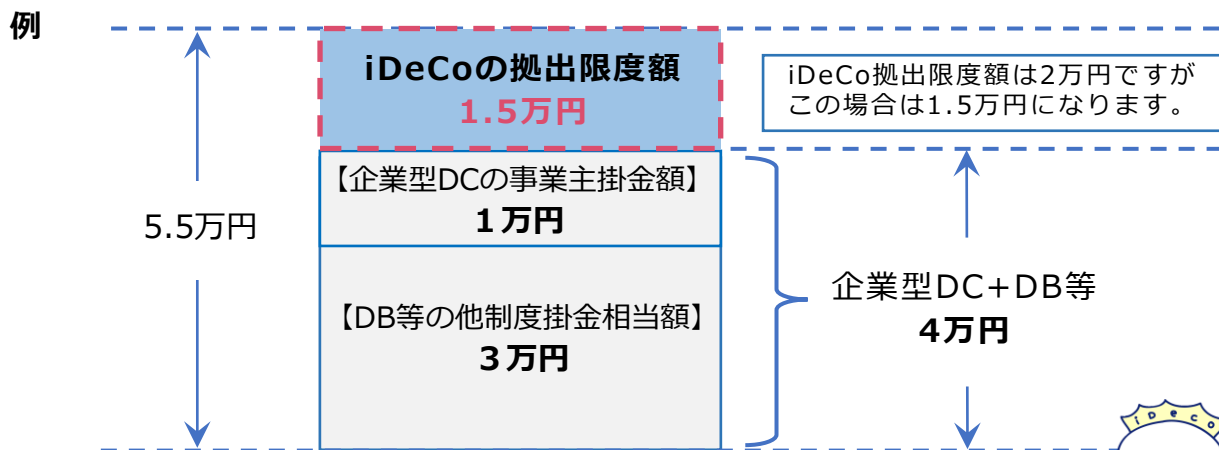 例
iDeCoの拠出限度額
1.5万円
iDeCo拠出限度額は2万円ですが
この場合は1.5万円になります。
【企業型DCの事業主掛金額】
1万円
5.5万円
【DB等の他制度掛金相当額】
3万円
企業型DC+DB等
4万円
iDeCo